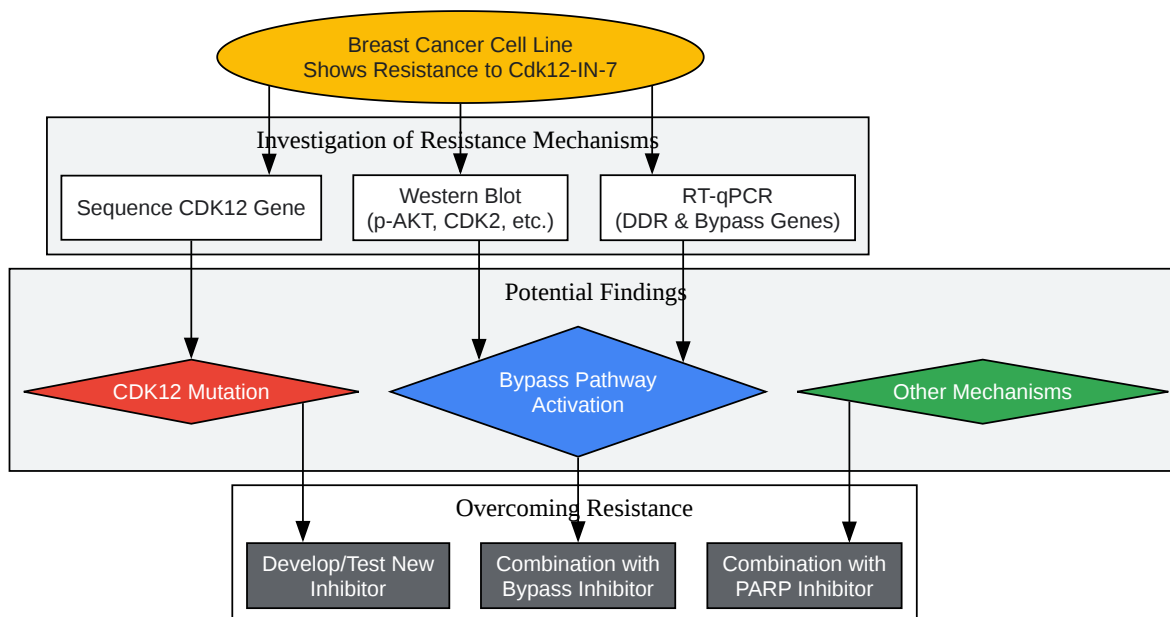 Breast Cancer Cell Line
Shows Resistance to Cdk12-IN-7
Investigation of Resistance Mechanisms
Sequence CDK12 Gene
Western Blot
(p-AKT, CDK2, etc.)
RT-qPCR
(DDR & Bypass Genes)
Potential Findings
CDK12 Mutation
Bypass Pathway
Activation
Other Mechanisms
Overcoming Resistance
Develop/Test New
Inhibitor
Combination with
Bypass Inhibitor
Combination with
PARP Inhibitor